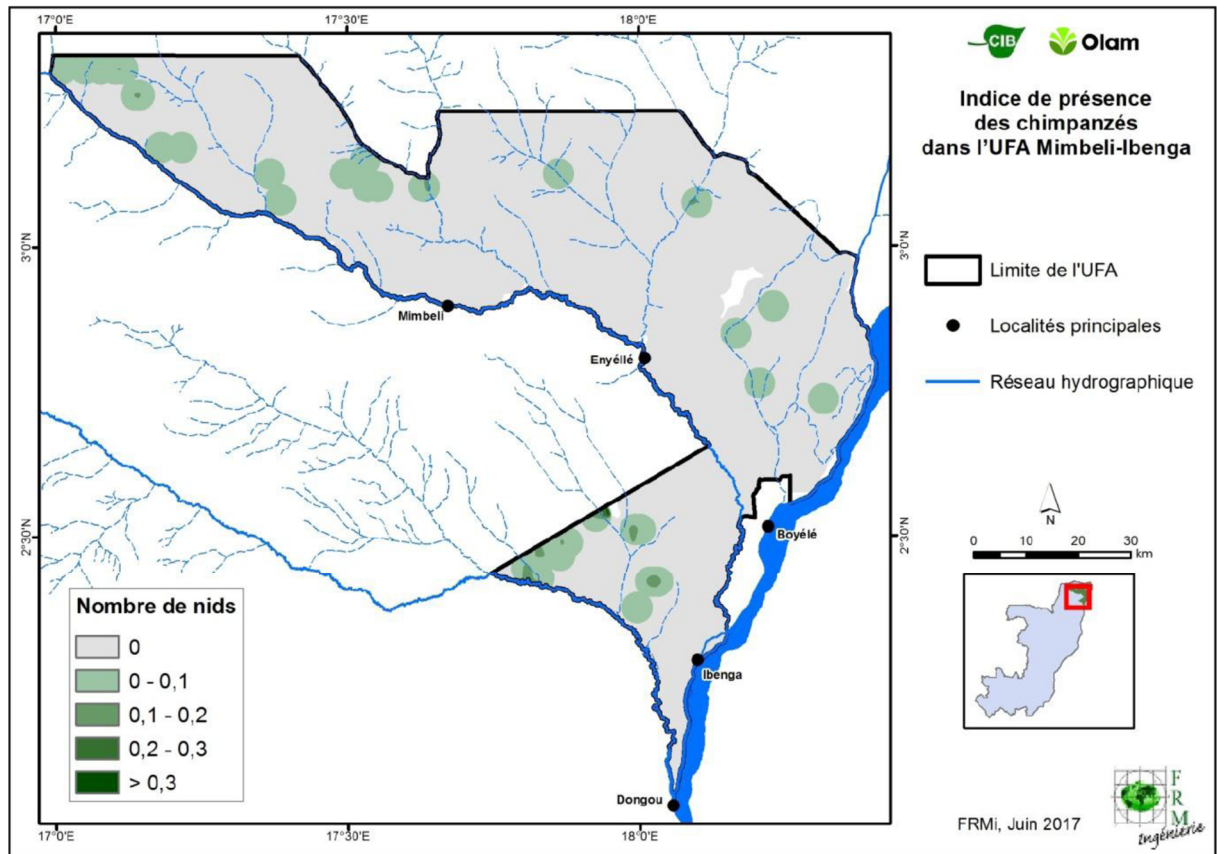 17°0'E
17°30'E
18°0'E
3°0'N
2°30'N
3°0'N
2°30'N
17°0'E
17°30'E
18°0'E
Mimbeli
Enyéllé
Boyélé
Ibenga
Dongou
Nombre de nids
0
0 - 0,1
0,1 - 0,2
0,2 - 0,3
> 0,3
CIB
Olam
Indice de présence
des chimpanzés
dans l'UFA Mimbeli-Ibenga
Limite de l'UFA
Localités principales
Réseau hydrographique
N
0 10 20 30
km
FRMi, Juin 2017
F
R
M
Ingénierie